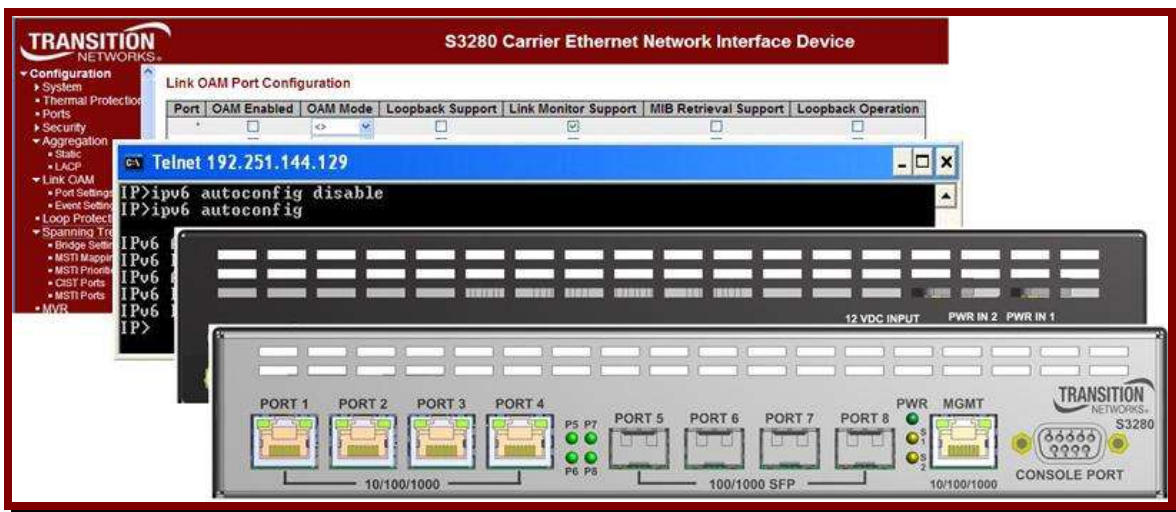 TRANSITION
NETWORKS
S3280 Carrier Ethernet Network Interface Device
Configuration
System
Thermal Protection
Ports
Security
Aggregation
Static
LACP
Link OAM
Port Settings
Event Setting
Loop Protect
Spanning Tre
Bridge Settin
MSTI Mappin
MSTI Prioriti
CIST Ports
MSTI Ports
MVR
Link OAM Port Configuration
Port OAM Enabled OAM Mode Loopback Support Link Monitor Support MIB Retrieval Support Loopback Operation
* <>
Telnet 192.251.144.129
IP>ipv6 autoconfig disable
IP>ipv6 autoconfig
IPv6
IPv6
IPv6
IPv6
IPv6
IP>
12 VDC INPUT PWR IN 2 PWR IN 1
PORT 1 PORT 2 PORT 3 PORT 4
P5 P7
P6 P8
PORT 5 PORT 6 PORT 7 PORT 8
PWR MGMT
S1
S2
TRANSITION
NETWORKS
S3280
10/100/1000
100/1000 SFP
10/100/1000
CONSOLE PORT